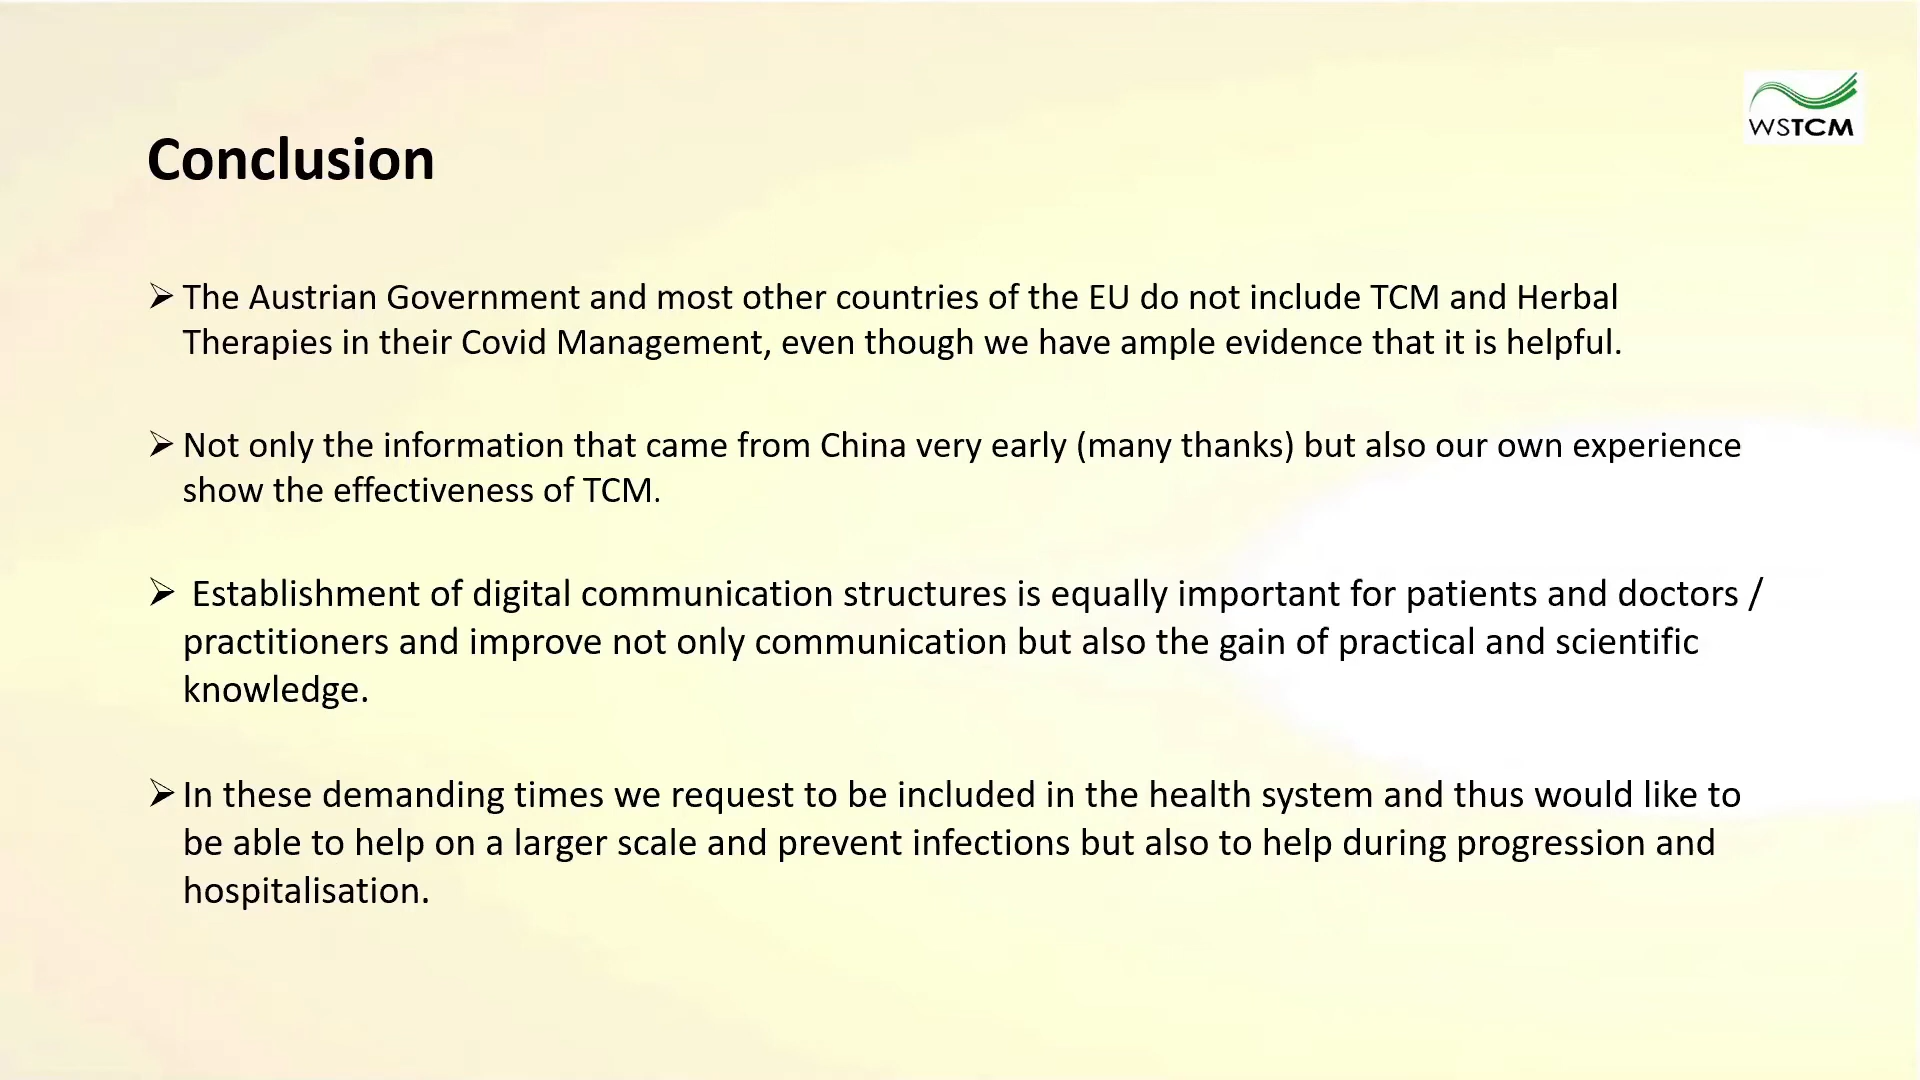 WSTCM
Conclusion
➢ The Austrian Government and most other countries of the EU do not include TCM and Herbal
Therapies in their Covid Management, even though we have ample evidence that it is helpful.
➢ Not only the information that came from China very early (many thanks) but also our own experience
show the effectiveness of TCM.
➢ Establishment of digital communication structures is equally important for patients and doctors /
practitioners and improve not only communication but also the gain of practical and scientific
knowledge.
➢ In these demanding times we request to be included in the health system and thus would like to
be able to help on a larger scale and prevent infections but also to help during progression and
hospitalisation.